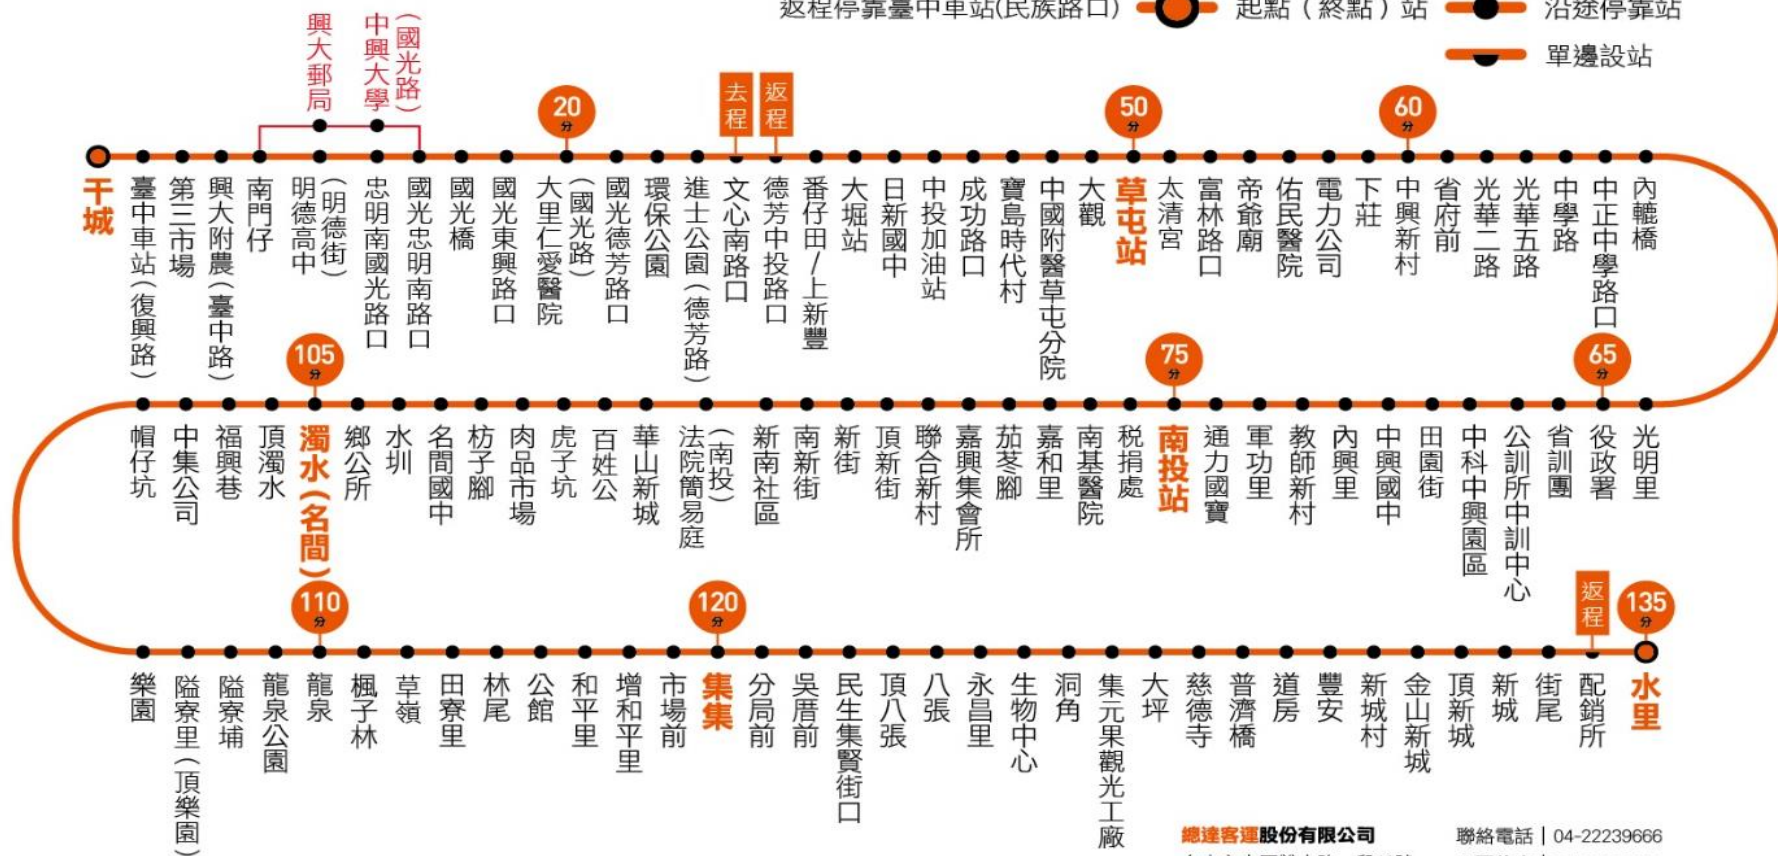 返程停靠臺中車站(民族路口)
起點（終點）站
沿途停靠站
單邊設站
興大郵局
中興大學(國光路)
20分
去程
返程
50分
60分
干城
臺中車站(復興路)
第三市場
興大附農(臺中路)
南門仔
明德高中(明德街)
忠明南國光路口
國光忠明南路口
國光橋
國光東興路口
大里仁愛醫院(國光路)
國光德芳路口
環保公園
進士公園(德芳路)
文心南路口
德芳中投路口
番仔田/上新豐
大堀站
日新國中
中投加油站
成功路口
寶島時代村
中國附醫草屯分院
大觀
草屯站
太清宮
富林路口
帝爺廟
佑民醫院
電力公司
下莊
中興新村
省府前
光華二路
光華五路
中學路
中正中學路口
內轆橋
65分
75分
105分
光明里
役政署
省訓團
公訓所中訓中心
中科中興園區
田園街
中興國中
內興里
教師新村
軍功里
通力國寶
南投站
税捐處
南基醫院
嘉和里
茄苳腳
嘉興集會所
聯合新村
頂新街
新街
南新街
新南社區
法院簡易庭(南投)
華山新城
百姓公
虎子坑
肉品市場
枋子腳
名間國中
水圳
鄉公所
濁水(名間)
頂濁水
福興巷
中集公司
帽仔坑
110分
120分
返程
135分
樂園
隘寮里(頂樂園)
隘寮埔
龍泉公園
龍泉
楓子林
草嶺
田寮里
林尾
公館
和平里
增和平里
市場前
集集
分局前
吳厝前
民生集賢街口
頂八張
八張
永昌里
生物中心
洞角
集元果觀光工廠
大坪
慈德寺
普濟橋
道房
豐安
新城村
金山新城
頂新城
新城
街尾
配銷所
水里
總達客運股份有限公司
聯絡電話 | 04-22239666